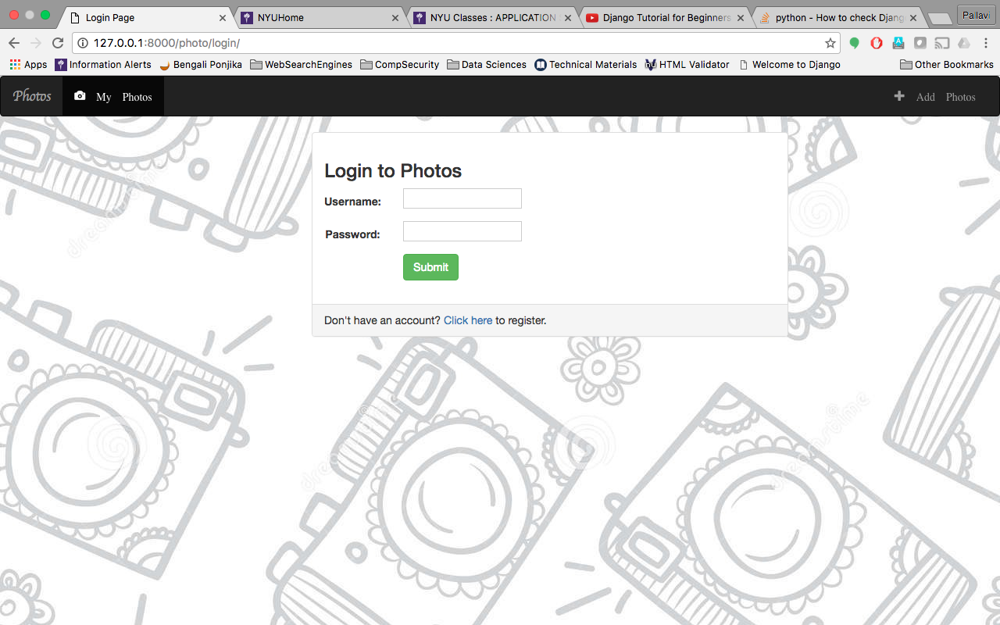 Login Page
NYUHome
NYU Classes : APPLICATION
Django Tutorial for Beginners
python - How to check Djang
Pallavi
127.0.0.1:8000/photo/login/
Apps
Information Alerts
Bengali Ponjika
WebSearchEngines
CompSecurity
Data Sciences
Technical Materials
HTML Validator
Welcome to Django
Other Bookmarks
Photos
My Photos
Add Photos
Login to Photos
Username:
Password:
Submit
Don't have an account? Click here to register.
dreamstime
dreamstime
dreamstime